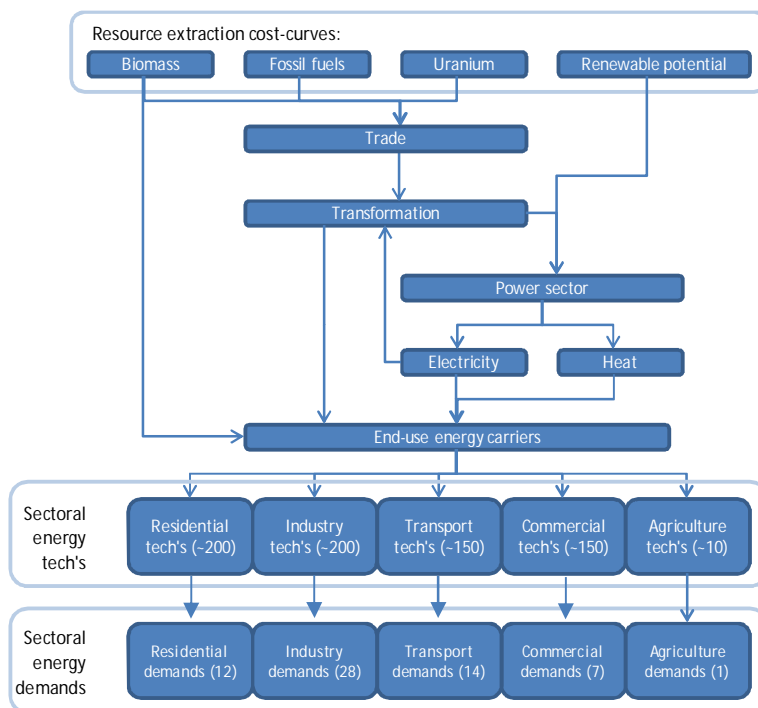 Resource extraction cost-curves:
Biomass
Fossil fuels
Uranium
Renewable potential
Trade
Transformation
Power sector
Electricity
Heat
End-use energy carriers
Sectoral
energy
tech's
Residential
tech's (~200)
Industry
tech's (~200)
Transport
tech's (~150)
Commercial
tech's (~150)
Agriculture
tech's (~10)
Sectoral
energy
demands
Residential
demands (12)
Industry
demands (28)
Transport
demands (14)
Commercial
demands (7)
Agriculture
demands (1)